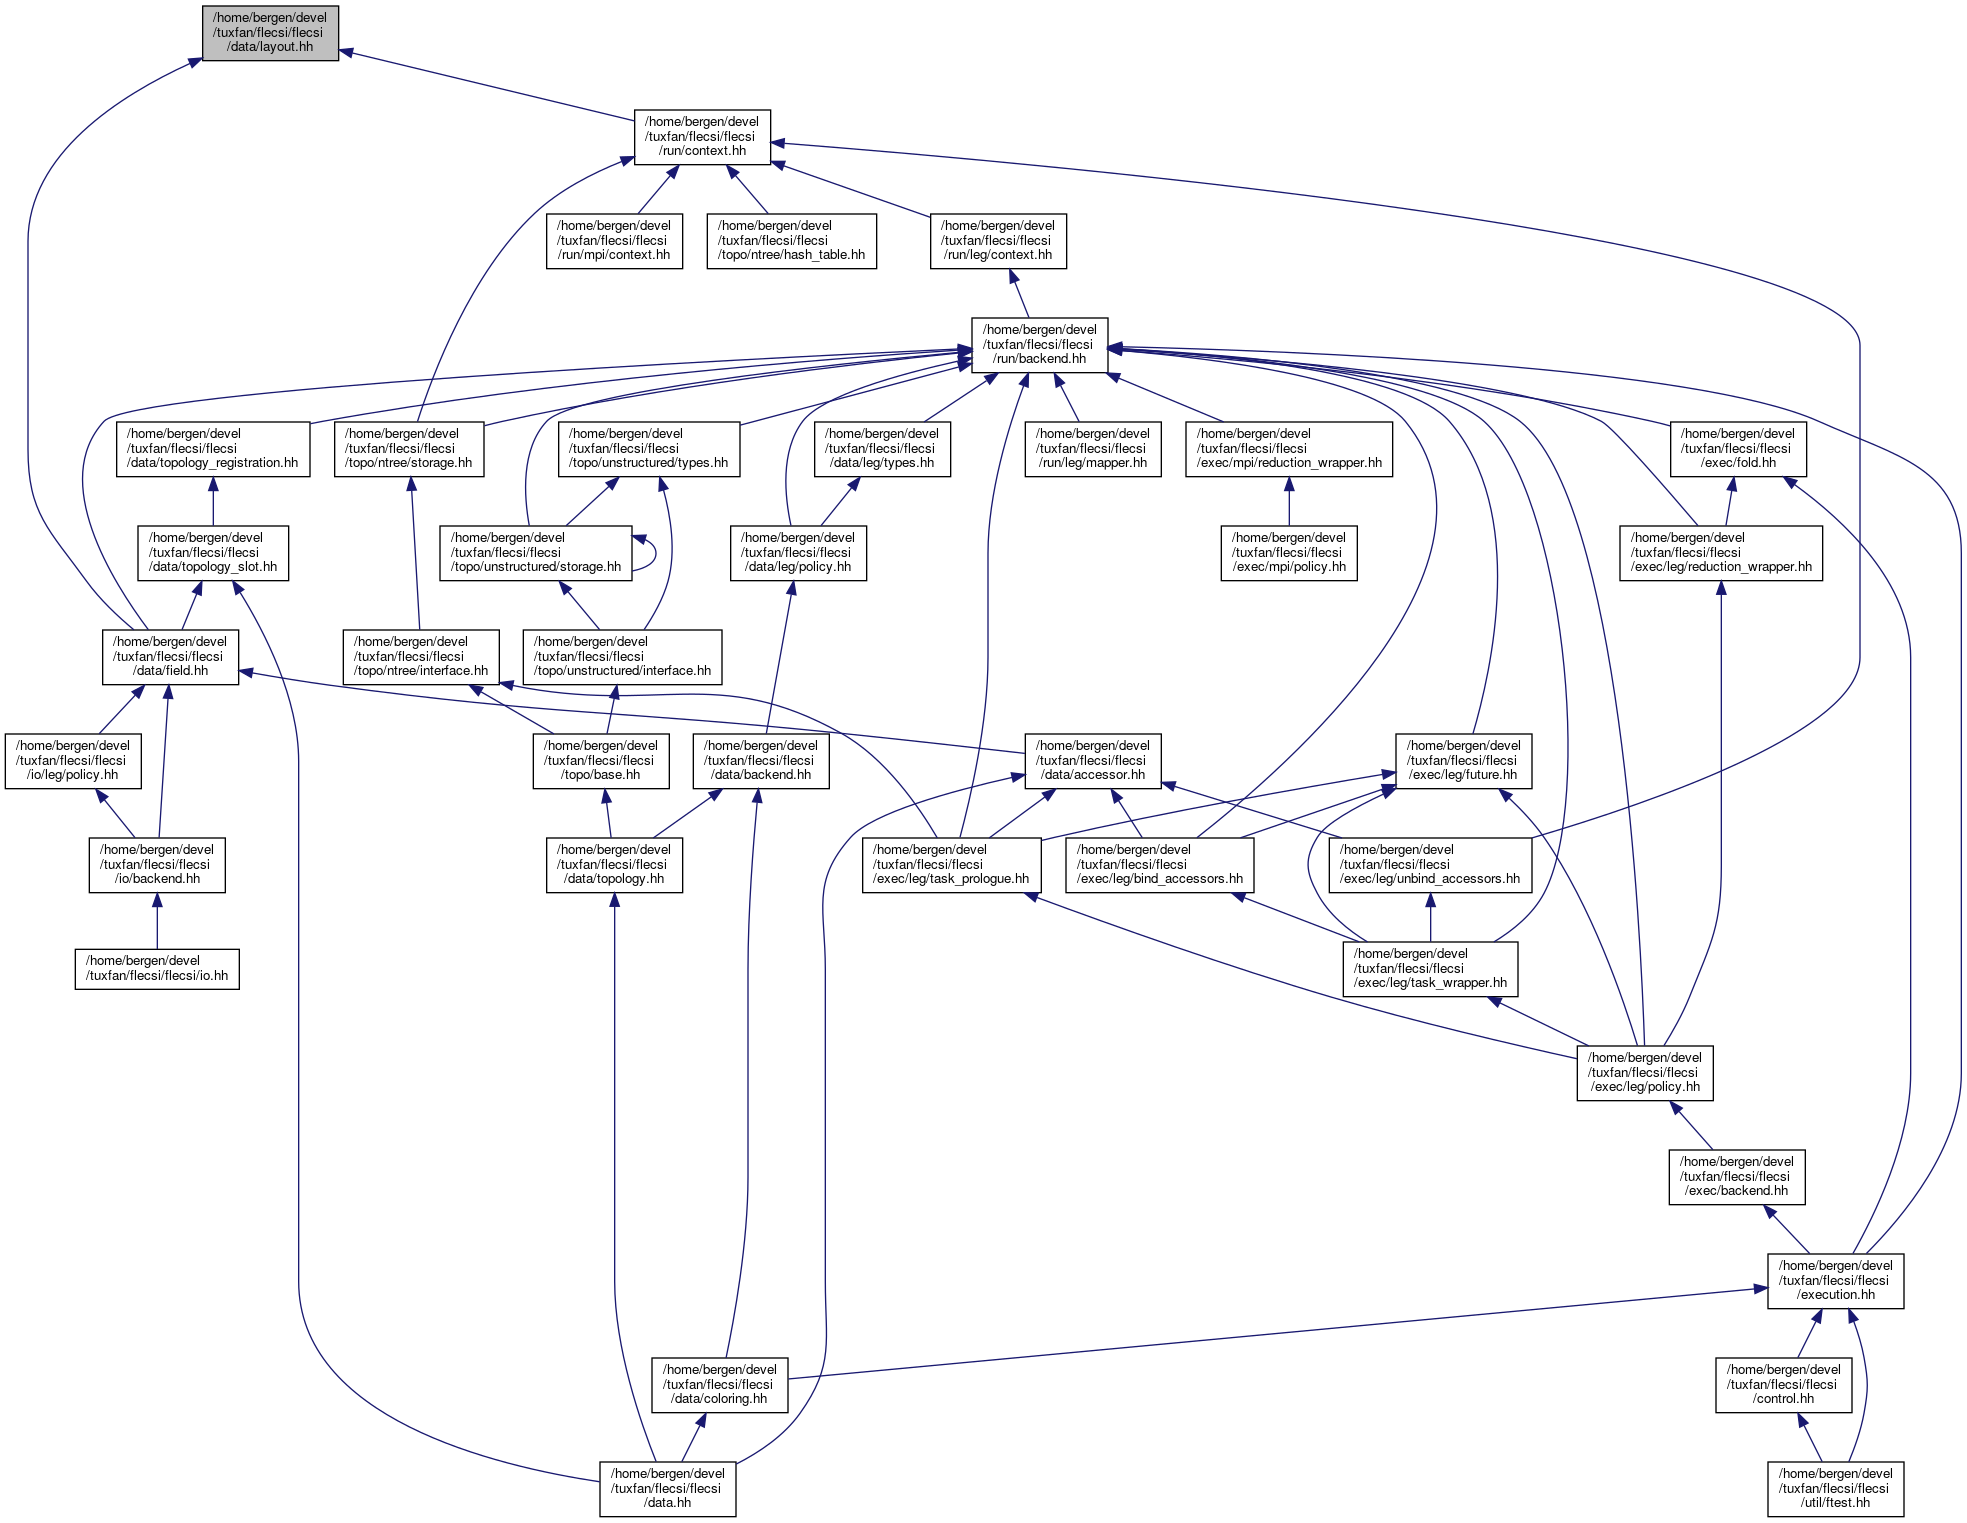 /home/bergen/devel
/tuxfan/flecsi/flecsi
/data/layout.hh
/home/bergen/devel
/tuxfan/flecsi/flecsi
/run/context.hh
/home/bergen/devel
/tuxfan/flecsi/flecsi
/run/mpi/context.hh
/home/bergen/devel
/tuxfan/flecsi/flecsi
/topo/ntree/hash_table.hh
/home/bergen/devel
/tuxfan/flecsi/flecsi
/run/leg/context.hh
/home/bergen/devel
/tuxfan/flecsi/flecsi
/run/backend.hh
/home/bergen/devel
/tuxfan/flecsi/flecsi
/data/topology_registration.hh
/home/bergen/devel
/tuxfan/flecsi/flecsi
/topo/ntree/storage.hh
/home/bergen/devel
/tuxfan/flecsi/flecsi
/topo/unstructured/types.hh
/home/bergen/devel
/tuxfan/flecsi/flecsi
/data/leg/types.hh
/home/bergen/devel
/tuxfan/flecsi/flecsi
/run/leg/mapper.hh
/home/bergen/devel
/tuxfan/flecsi/flecsi
/exec/mpi/reduction_wrapper.hh
/home/bergen/devel
/tuxfan/flecsi/flecsi
/exec/fold.hh
/home/bergen/devel
/tuxfan/flecsi/flecsi
/data/topology_slot.hh
/home/bergen/devel
/tuxfan/flecsi/flecsi
/topo/unstructured/storage.hh
/home/bergen/devel
/tuxfan/flecsi/flecsi
/data/leg/policy.hh
/home/bergen/devel
/tuxfan/flecsi/flecsi
/exec/mpi/policy.hh
/home/bergen/devel
/tuxfan/flecsi/flecsi
/exec/leg/reduction_wrapper.hh
/home/bergen/devel
/tuxfan/flecsi/flecsi
/data/field.hh
/home/bergen/devel
/tuxfan/flecsi/flecsi
/topo/ntree/interface.hh
/home/bergen/devel
/tuxfan/flecsi/flecsi
/topo/unstructured/interface.hh
/home/bergen/devel
/tuxfan/flecsi/flecsi
/io/leg/policy.hh
/home/bergen/devel
/tuxfan/flecsi/flecsi
/topo/base.hh
/home/bergen/devel
/tuxfan/flecsi/flecsi
/data/backend.hh
/home/bergen/devel
/tuxfan/flecsi/flecsi
/data/accessor.hh
/home/bergen/devel
/tuxfan/flecsi/flecsi
/exec/leg/future.hh
/home/bergen/devel
/tuxfan/flecsi/flecsi
/io/backend.hh
/home/bergen/devel
/tuxfan/flecsi/flecsi
/data/topology.hh
/home/bergen/devel
/tuxfan/flecsi/flecsi
/exec/leg/task_prologue.hh
/home/bergen/devel
/tuxfan/flecsi/flecsi
/exec/leg/bind_accessors.hh
/home/bergen/devel
/tuxfan/flecsi/flecsi
/exec/leg/unbind_accessors.hh
/home/bergen/devel
/tuxfan/flecsi/flecsi/io.hh
/home/bergen/devel
/tuxfan/flecsi/flecsi
/exec/leg/task_wrapper.hh
/home/bergen/devel
/tuxfan/flecsi/flecsi
/exec/leg/policy.hh
/home/bergen/devel
/tuxfan/flecsi/flecsi
/exec/backend.hh
/home/bergen/devel
/tuxfan/flecsi/flecsi
/execution.hh
/home/bergen/devel
/tuxfan/flecsi/flecsi
/data/coloring.hh
/home/bergen/devel
/tuxfan/flecsi/flecsi
/control.hh
/home/bergen/devel
/tuxfan/flecsi/flecsi
/data.hh
/home/bergen/devel
/tuxfan/flecsi/flecsi
/util/ftest.hh